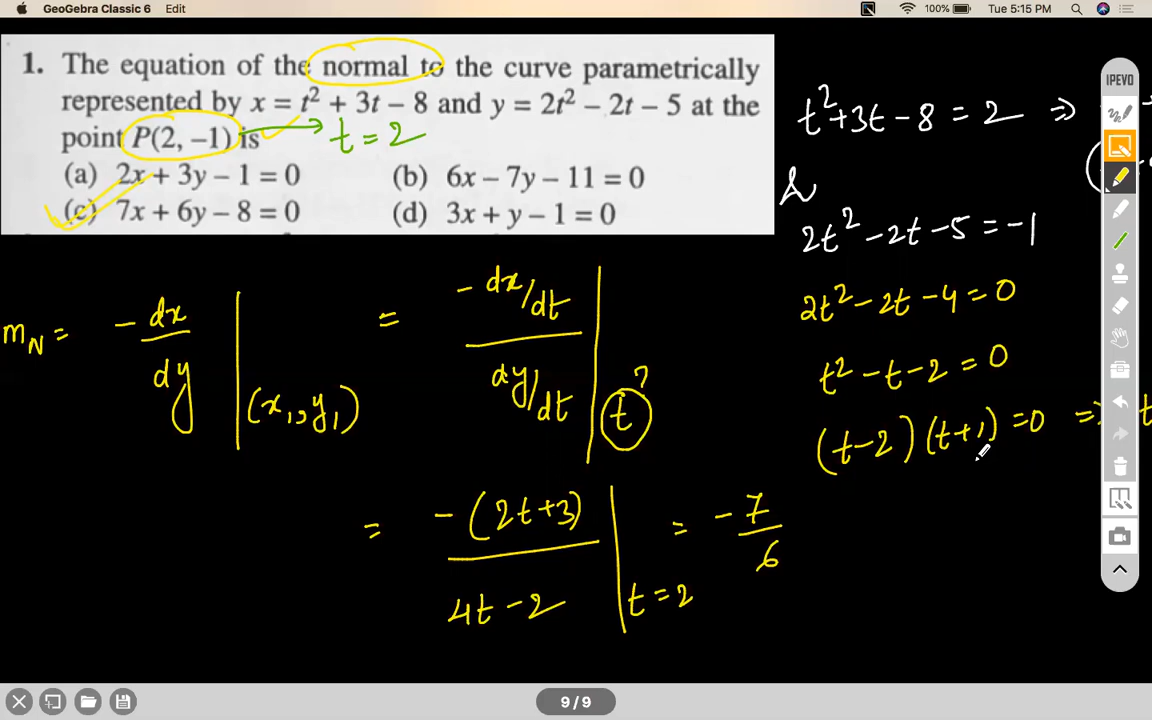 GeoGebra Classic 6 Edit 100% Tue 5:15 PM
1. The equation of the normal to the curve parametrically
represented by x = t² + 3t − 8 and y = 2t² − 2t − 5 at the
point P(2, −1) is → t = 2
(a) 2x + 3y − 1 = 0 (b) 6x − 7y − 11 = 0
(c) 7x + 6y − 8 = 0 (d) 3x + y − 1 = 0
IPEVO
t² + 3t − 8 = 2 ⇒
&
2t² − 2t − 5 = −1
2t² − 2t − 4 = 0
t² − t − 2 = 0
(t − 2)(t + 1) = 0 ⇒ t
m_N = −dx/dy |(x₁, y₁) = (−dx/dt)/(dy/dt) | t ?
= −(2t + 3)/(4t − 2) | t = 2 = −7/6
9 / 9